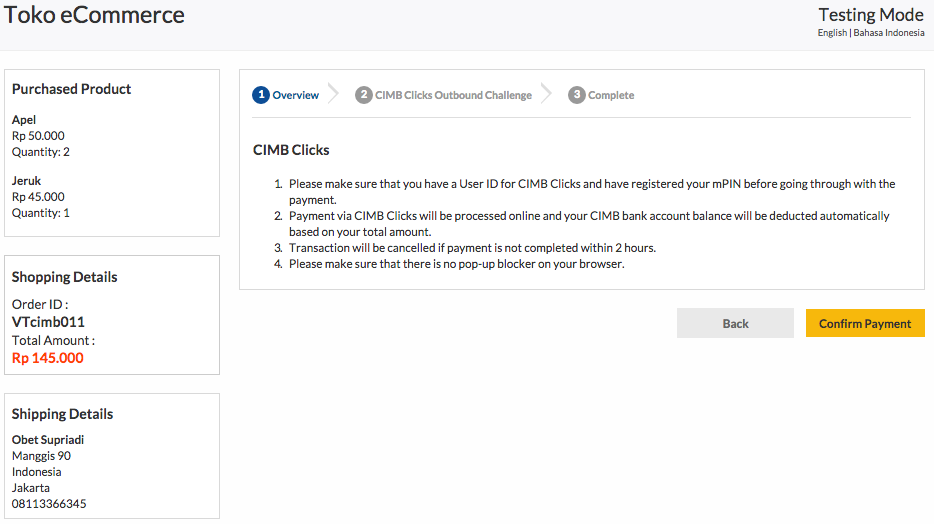 Toko eCommerce
Testing Mode
English | Bahasa Indonesia
Purchased Product
Apel
Rp 50.000
Quantity: 2
Jeruk
Rp 45.000
Quantity: 1
Shopping Details
Order ID :
VTcimb011
Total Amount :
Rp 145.000
Shipping Details
Obet Supriadi
Manggis 90
Indonesia
Jakarta
08113366345
1 Overview 2 CIMB Clicks Outbound Challenge 3 Complete
CIMB Clicks
1. Please make sure that you have a User ID for CIMB Clicks and have registered your mPIN before going through with the
payment.
2. Payment via CIMB Clicks will be processed online and your CIMB bank account balance will be deducted automatically
based on your total amount.
3. Transaction will be cancelled if payment is not completed within 2 hours.
4. Please make sure that there is no pop-up blocker on your browser.
Back
Confirm Payment